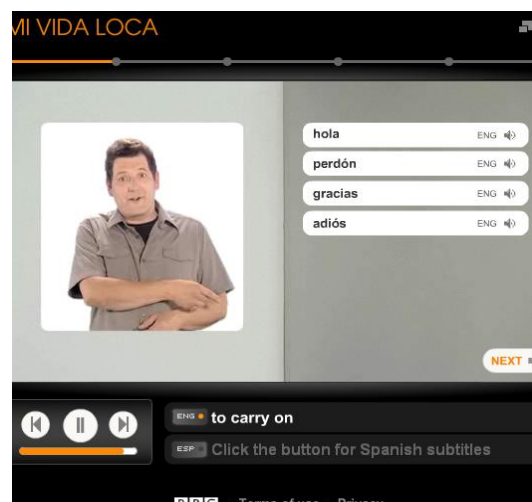 MI VIDA LOCA
hola ENG
perdón ENG
gracias ENG
adiós ENG
NEXT
ENG to carry on
ESP Click the button for Spanish subtitles
BBC Terms of use Privacy